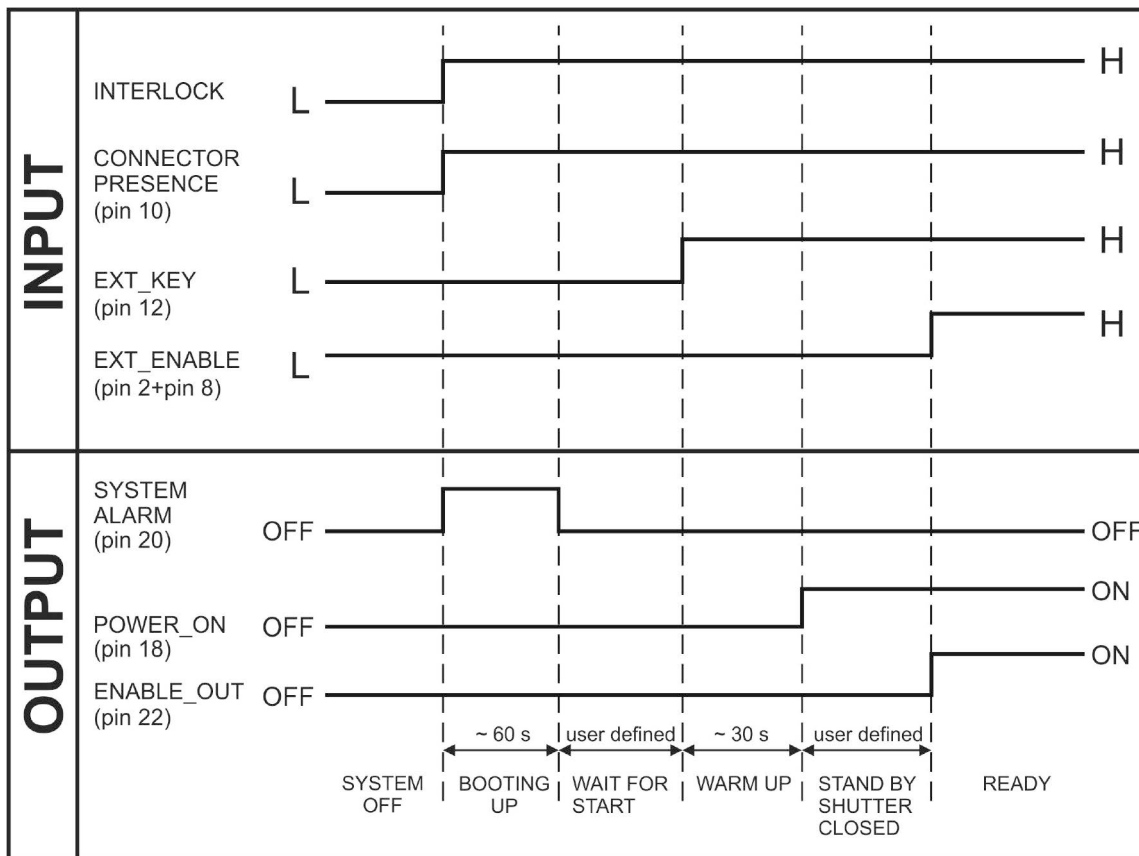 INPUT
INTERLOCK L H
CONNECTOR
PRESENCE
(pin 10) L H
EXT_KEY
(pin 12) L H
EXT_ENABLE
(pin 2+pin 8) L H
OUTPUT
SYSTEM
ALARM
(pin 20) OFF OFF
POWER_ON
(pin 18) OFF ON
ENABLE_OUT
(pin 22) OFF ON
~ 60 s user defined ~ 30 s user defined
SYSTEM
OFF
BOOTING
UP
WAIT FOR
START
WARM UP
STAND BY
SHUTTER
CLOSED
READY